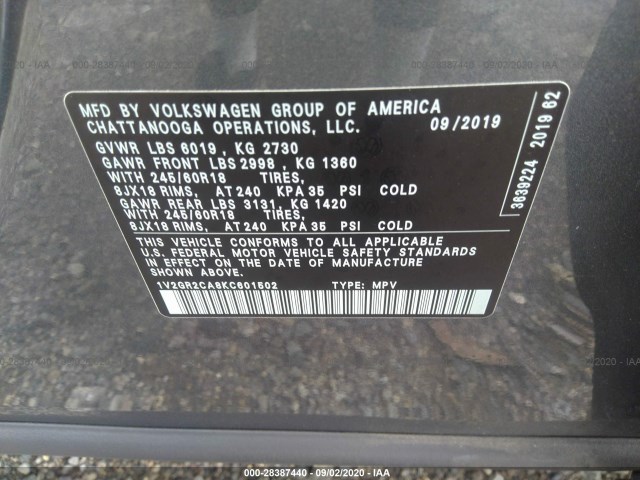 MFD BY VOLKSWAGEN GROUP OF AMERICA
CHATTANOOGA OPERATIONS, LLC. 09/2019
GVWR LBS 6019, KG 2730
GAWR FRONT LBS 2998, KG 1360
WITH 245/60R18 TIRES,
8JX18 RIMS, AT 240 KPA 35 PSI COLD
GAWR REAR LBS 3131, KG 1420
WITH 245/60R18 TIRES,
8JX18 RIMS, AT 240 KPA 35 PSI COLD
THIS VEHICLE CONFORMS TO ALL APPLICABLE
U.S. FEDERAL MOTOR VEHICLE SAFETY STANDARDS
IN EFFECT ON THE DATE OF MANUFACTURE
SHOWN ABOVE.
1V2GR2CA8KC601502 TYPE: MPV
3639224 2019 82
000-28387440 - 09/02/2020 - IAA